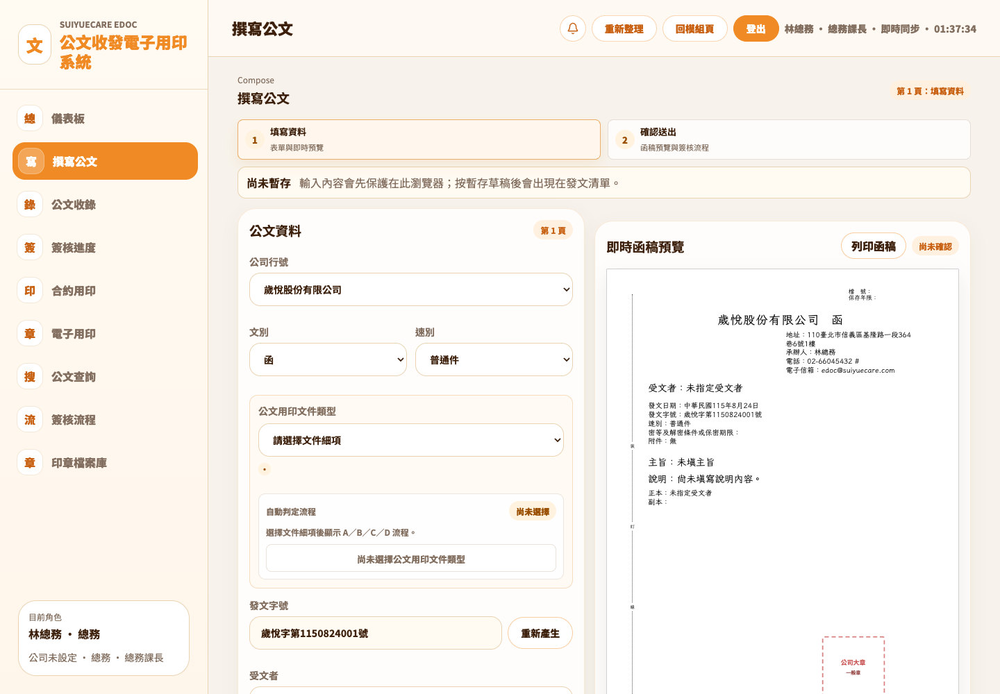 文
SUIYUECARE EDOC
公文收發電子用印
系統
總 儀表板
寫 撰寫公文
錄 公文收錄
簽 簽核進度
印 合約用印
章 電子用印
搜 公文查詢
流 簽核流程
章 印章檔案庫
目前角色
林總務 · 總務
公司未設定 · 總務 · 總務課長
撰寫公文
重新整理
回模組頁
登出
林總務 · 總務課長 · 即時同步 · 01:37:34
Compose
撰寫公文
第 1 頁：填寫資料
1 填寫資料
表單與即時預覽
2 確認送出
函稿預覽與簽核流程
尚未暫存 輸入內容會先保護在此瀏覽器；按暫存草稿後會出現在發文清單。
公文資料
第 1 頁
公司行號
歲悅股份有限公司
文別
函
速別
普通件
公文用印文件類型
請選擇文件細項
·
自動判定流程
尚未選擇
選擇文件細項後顯示 A／B／C／D 流程。
尚未選擇公文用印文件類型
發文字號
歲悅字第1150824001號
重新產生
受文者
即時函稿預覽
列印函稿
尚未確認
檔　號：
保存年限：
歲悅股份有限公司　函
地址：110臺北市信義區基隆路一段364
巷6號1樓
承辦人：林總務
電話：02-66045432 #
電子信箱：edoc@suiyuecare.com
受文者：未指定受文者
發文日期：中華民國115年8月24日
發文字號：歲悅字第1150824001號
速別：普通件
密等及解密條件或保密期限：
附件：無
裝
主旨：未填主旨
說明：尚未填寫說明內容。
正本：未指定受文者
副本：
訂
線
公司大章
一般章